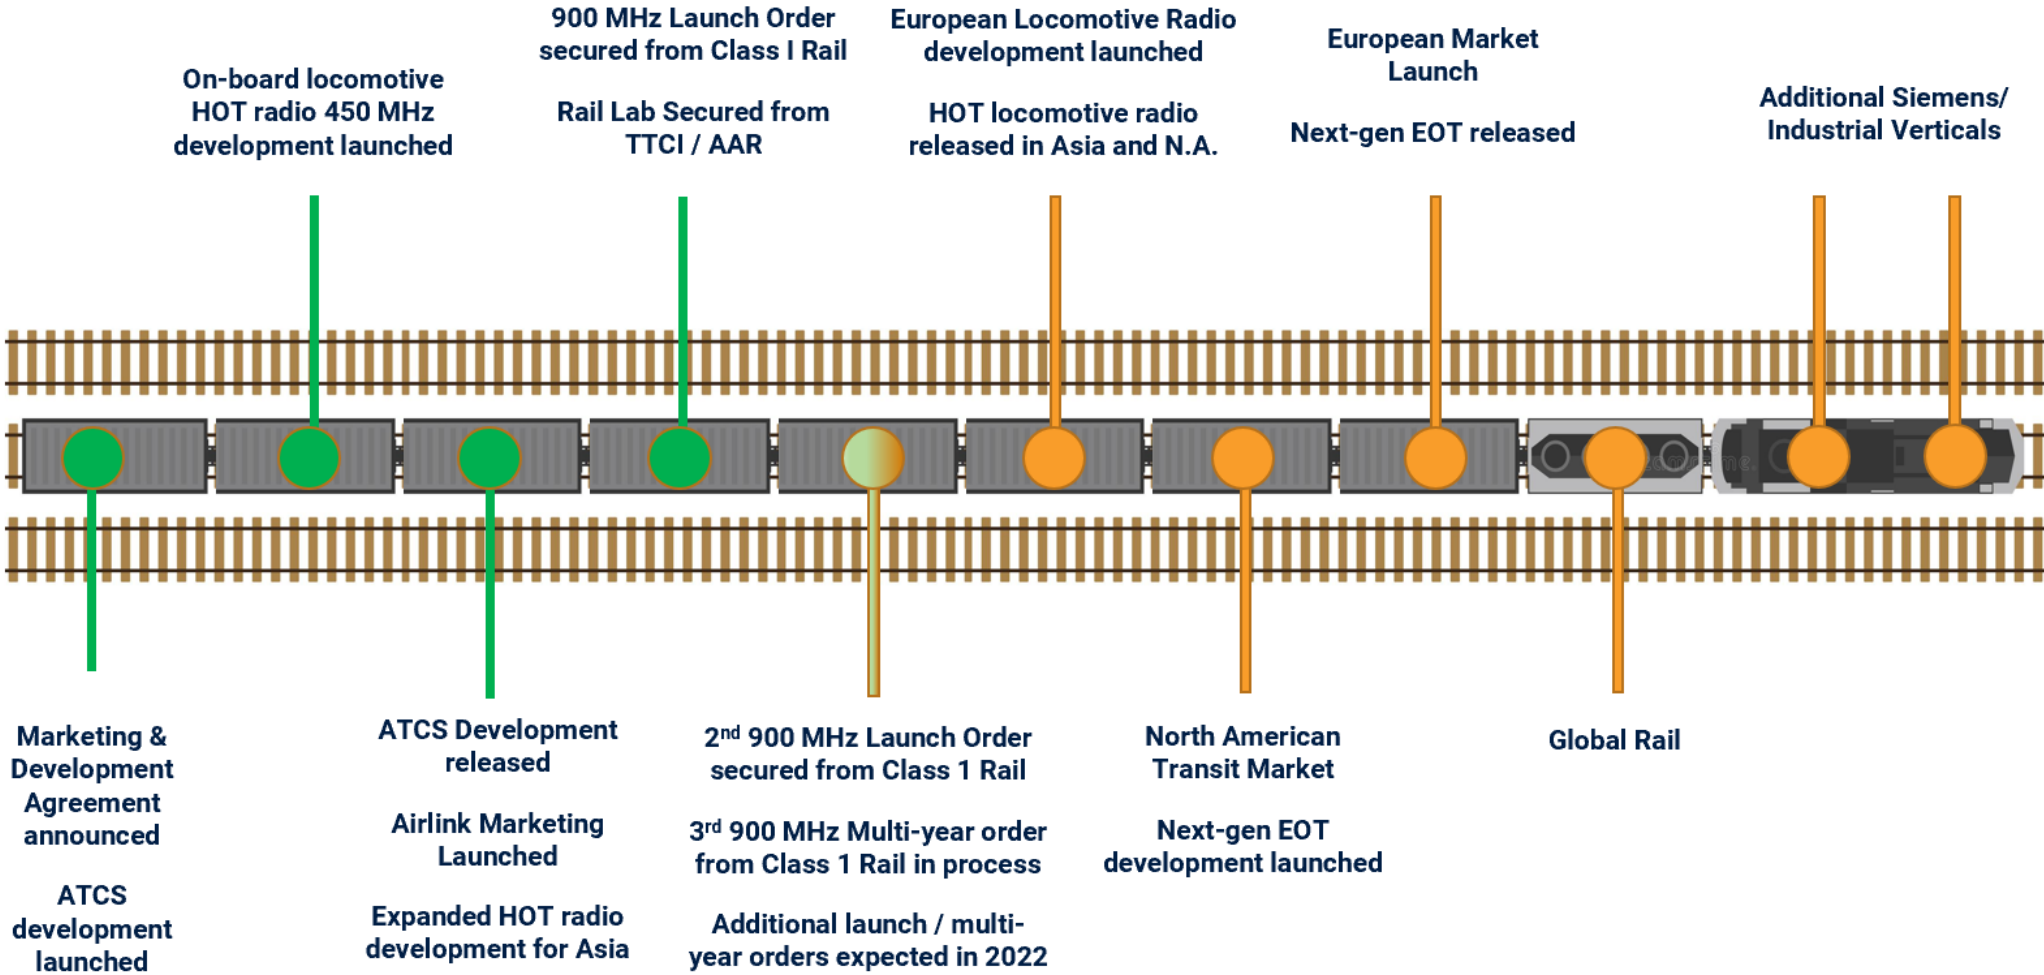 On-board locomotive
HOT radio 450 MHz
development launched
900 MHz Launch Order
secured from Class I Rail
Rail Lab Secured from
TTCI / AAR
European Locomotive Radio
development launched
HOT locomotive radio
released in Asia and N.A.
European Market
Launch
Next-gen EOT released
Additional Siemens/
Industrial Verticals
Marketing &
Development
Agreement
announced
ATCS
development
launched
ATCS Development
released
Airlink Marketing
Launched
Expanded HOT radio
development for Asia
2nd 900 MHz Launch Order
secured from Class 1 Rail
3rd 900 MHz Multi-year order
from Class 1 Rail in process
Additional launch / multi-
year orders expected in 2022
North American
Transit Market
Next-gen EOT
development launched
Global Rail